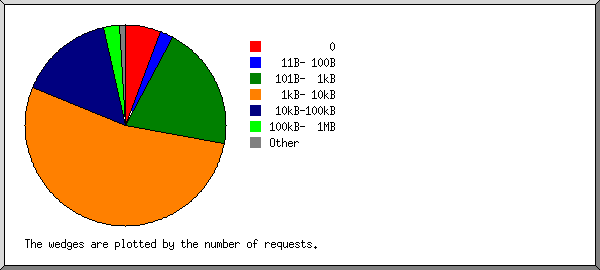 0
11B- 100B
101B- 1kB
1kB- 10kB
10kB-100kB
100kB- 1MB
Other
The wedges are plotted by the number of requests.